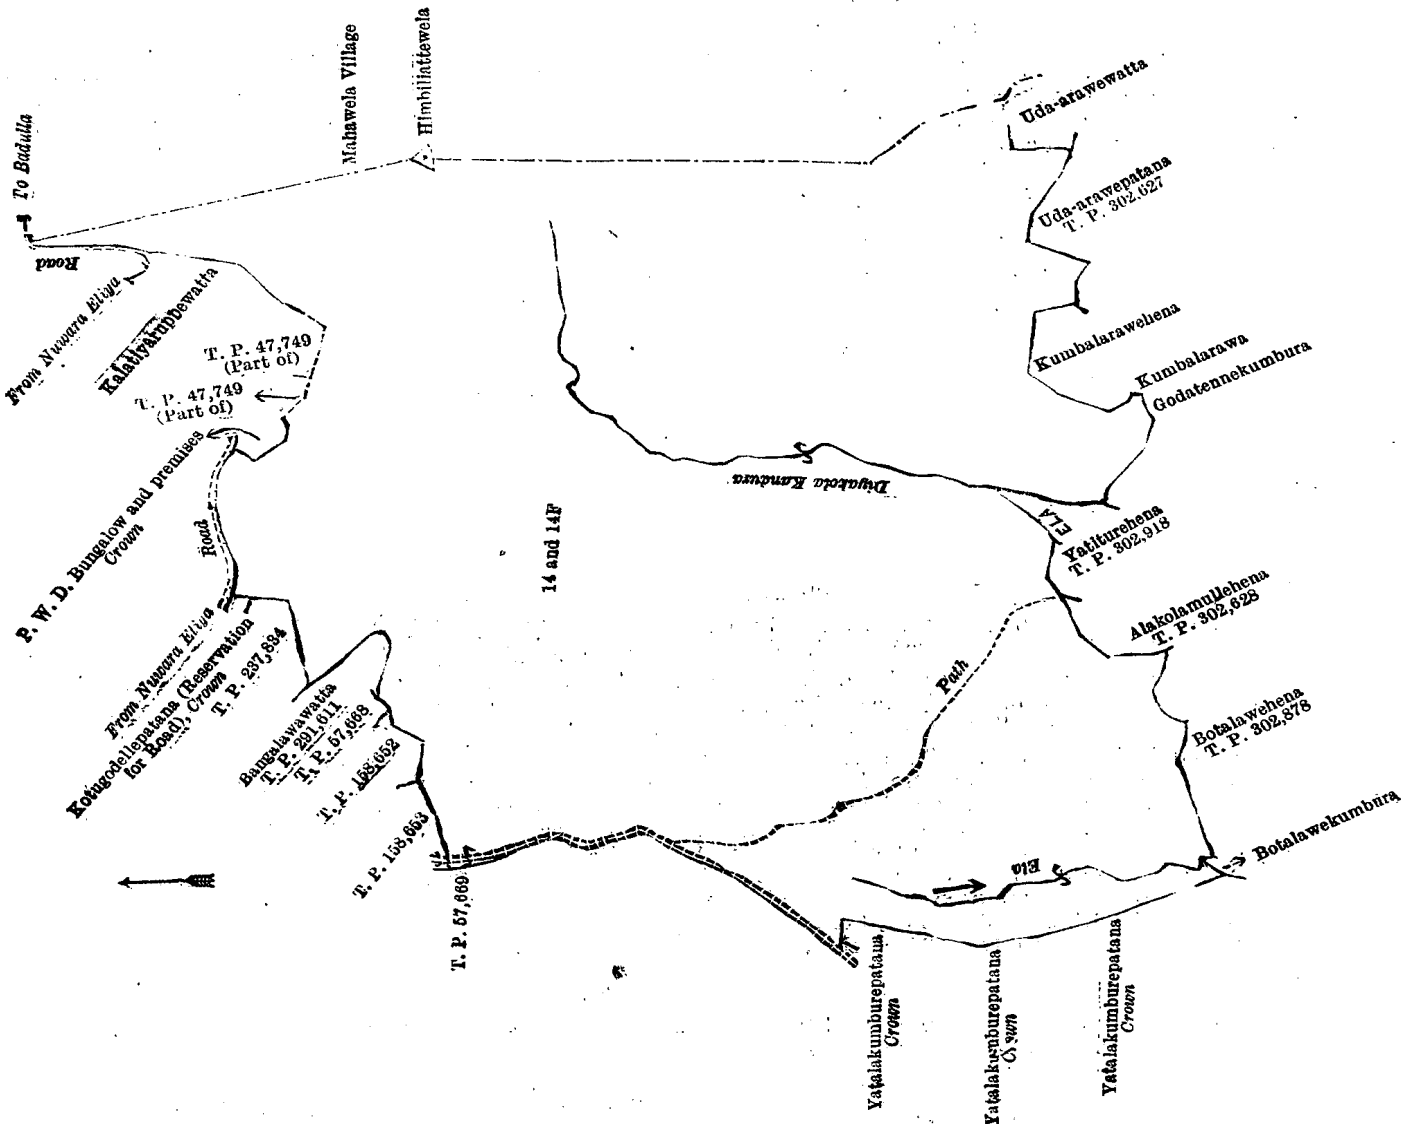 To Badulla
Mahawela Village
Himbiliattewela
Uda-arawewatta
Road
From Nuwara Eliya
Kalatiyaruppewatta
Uda-arawepatana
T. P. 302,627
T. P. 47,749
(Part of)
T. P. 47,749
(Part of)
Kumbalarawehena
Kumbalarawa
Godatennekumbura
P. W. D. Bungalow and premises
Crown
Road
Diyakola Kandura
14 and 14F
ELA
Yatiturehena
T. P. 302,918
From Nuwara Eliya
Kotugodellepatana (Reservation
for Road), Crown
T. P. 237,834
Alakolamullehena
T. P. 302,628
Bangalawawatta
T. P. 291,611
T. P. 57,668
T. P. 158,652
Path
Botalawehena
T. P. 302,878
T. P. 158,653
T. P. 57,669
Ela
Botalawekumbura
Yatalakumburepatana
Crown
Yatalakumburepatana
Crown
Yatalakumburepatana
Crown